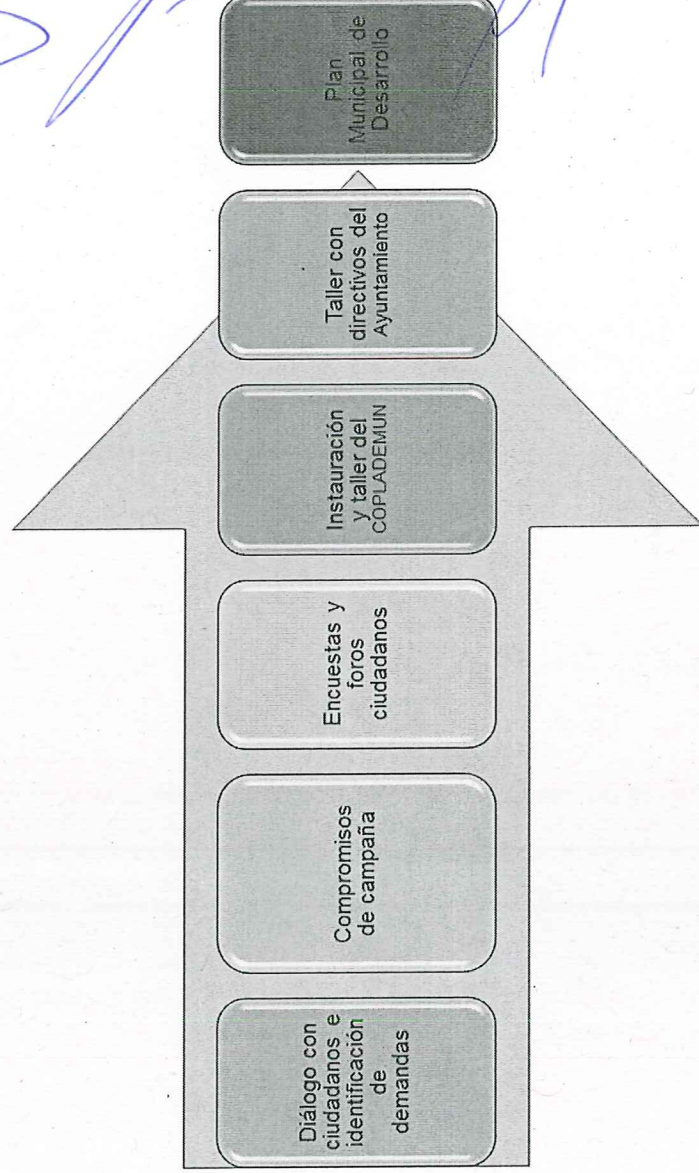 Diálogo con
ciudadanos e
identificación
de
demandas
Compromisos
de campaña
Encuestas y
foros
ciudadanos
Instauración
y taller del
COPLADEMUN
Taller con
directivos del
Ayuntamiento
Plan
Municipal de
Desarrollo